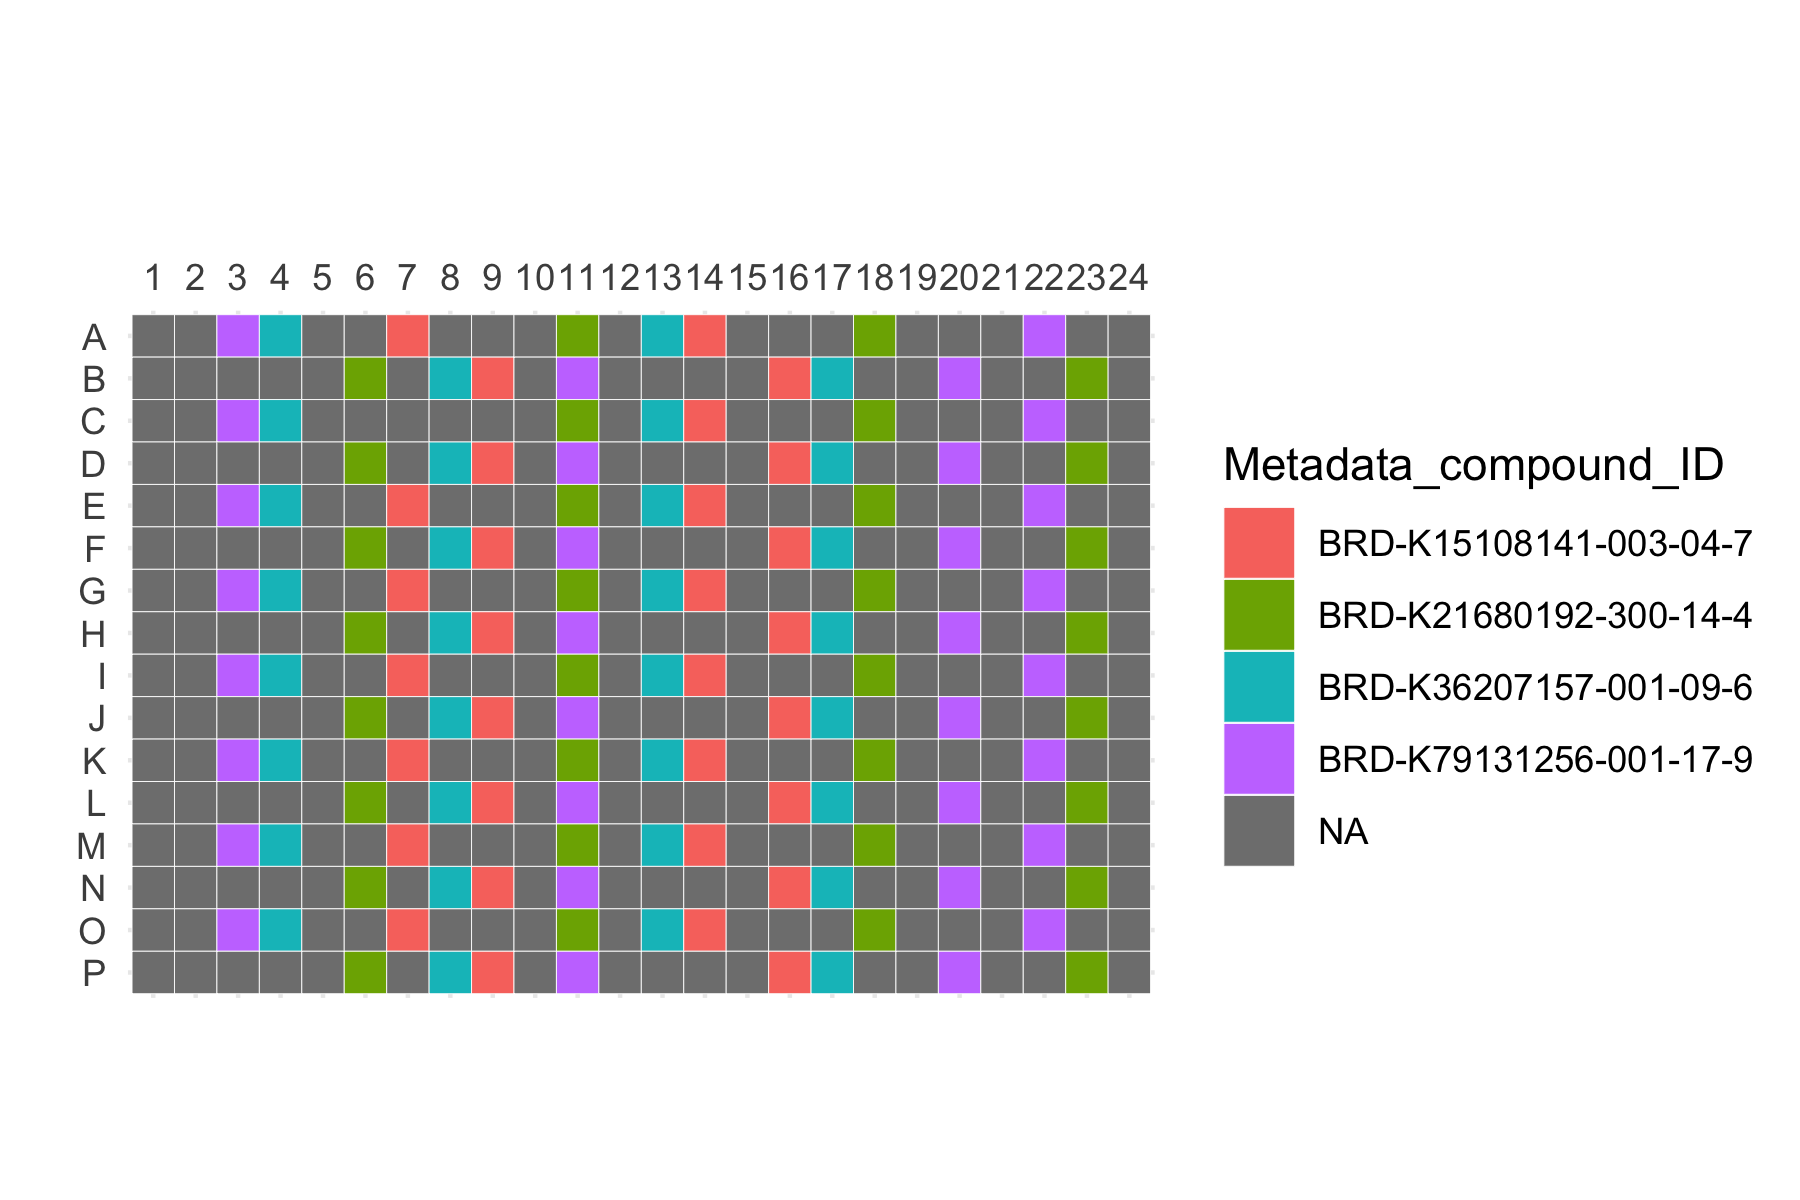 1 2 3 4 5 6 7 8 9 10 11 12 13 14 15 16 17 18 19 20 21 22 23 24
A
B
C
D
E
F
G
H
I
J
K
L
M
N
O
P
Metadata_compound_ID
BRD-K15108141-003-04-7
BRD-K21680192-300-14-4
BRD-K36207157-001-09-6
BRD-K79131256-001-17-9
NA